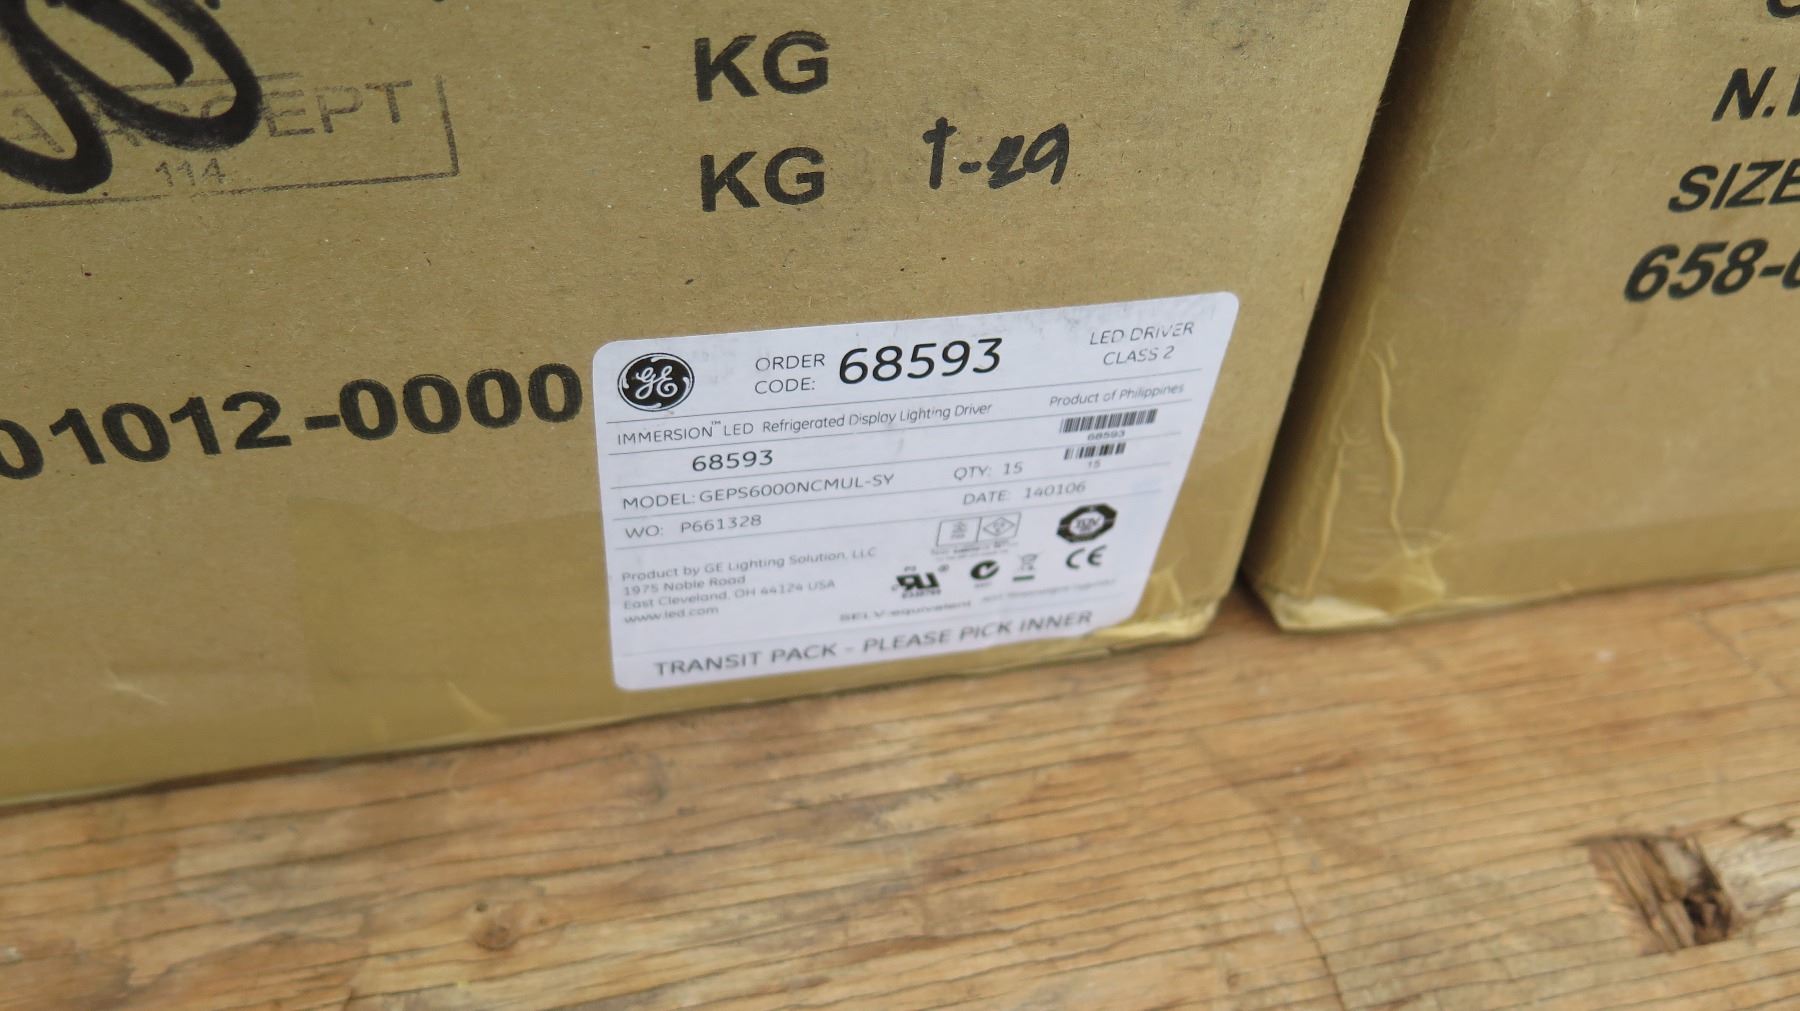 KG
KG T-29
114
01012-0000
N.
SIZE
658-
GE
ORDER CODE: 68593
LED DRIVER
CLASS 2
IMMERSION™ LED Refrigerated Display Lighting Driver
Product of Philippines
68593
68593
MODEL: GEPS6000NCMUL-SY
QTY: 15
15
WO: P661328
DATE: 140106
Product by GE Lighting Solution, LLC
1975 Noble Road
East Cleveland, OH 44124 USA
www.led.com
TUV
CE
SELV-equivalent
TRANSIT PACK - PLEASE PICK INNER